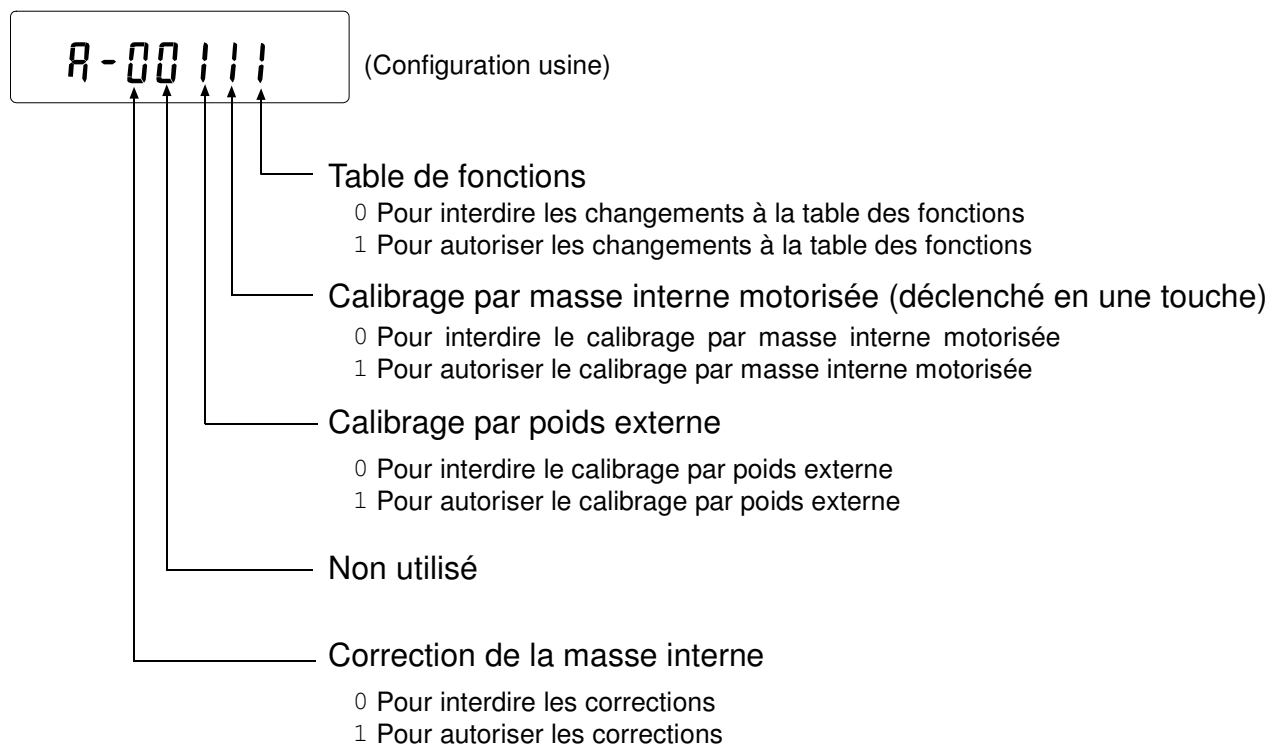 A-00111
(Configuration usine)
Table de fonctions
0 Pour interdire les changements à la table des fonctions
1 Pour autoriser les changements à la table des fonctions
Calibrage par masse interne motorisée (déclenché en une touche)
0 Pour interdire le calibrage par masse interne motorisée
1 Pour autoriser le calibrage par masse interne motorisée
Calibrage par poids externe
0 Pour interdire le calibrage par poids externe
1 Pour autoriser le calibrage par poids externe
Non utilisé
Correction de la masse interne
0 Pour interdire les corrections
1 Pour autoriser les corrections